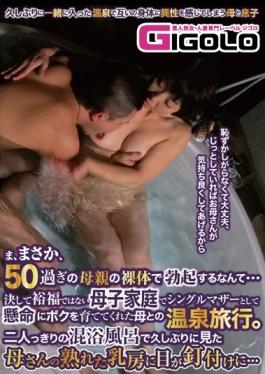 久しぶりに一緒に入った温泉で互いの身体に異性を感じてしまう母と息子
素人熟女・人妻専門レーベル ジゴロ
GIGOLO
恥ずかしがらなくて大丈夫、
じっとしていればお母さんが
気持ち良くしてあげるから
ま、まさか、
50過ぎの母親の裸体で勃起するなんて…
決して裕福ではない母子家庭でシングルマザーとして
懸命にボクを育ててくれた母との温泉旅行。
二人っきりの混浴風呂で久しぶりに見た
母さんの熟れた乳房に目が釘付けに…